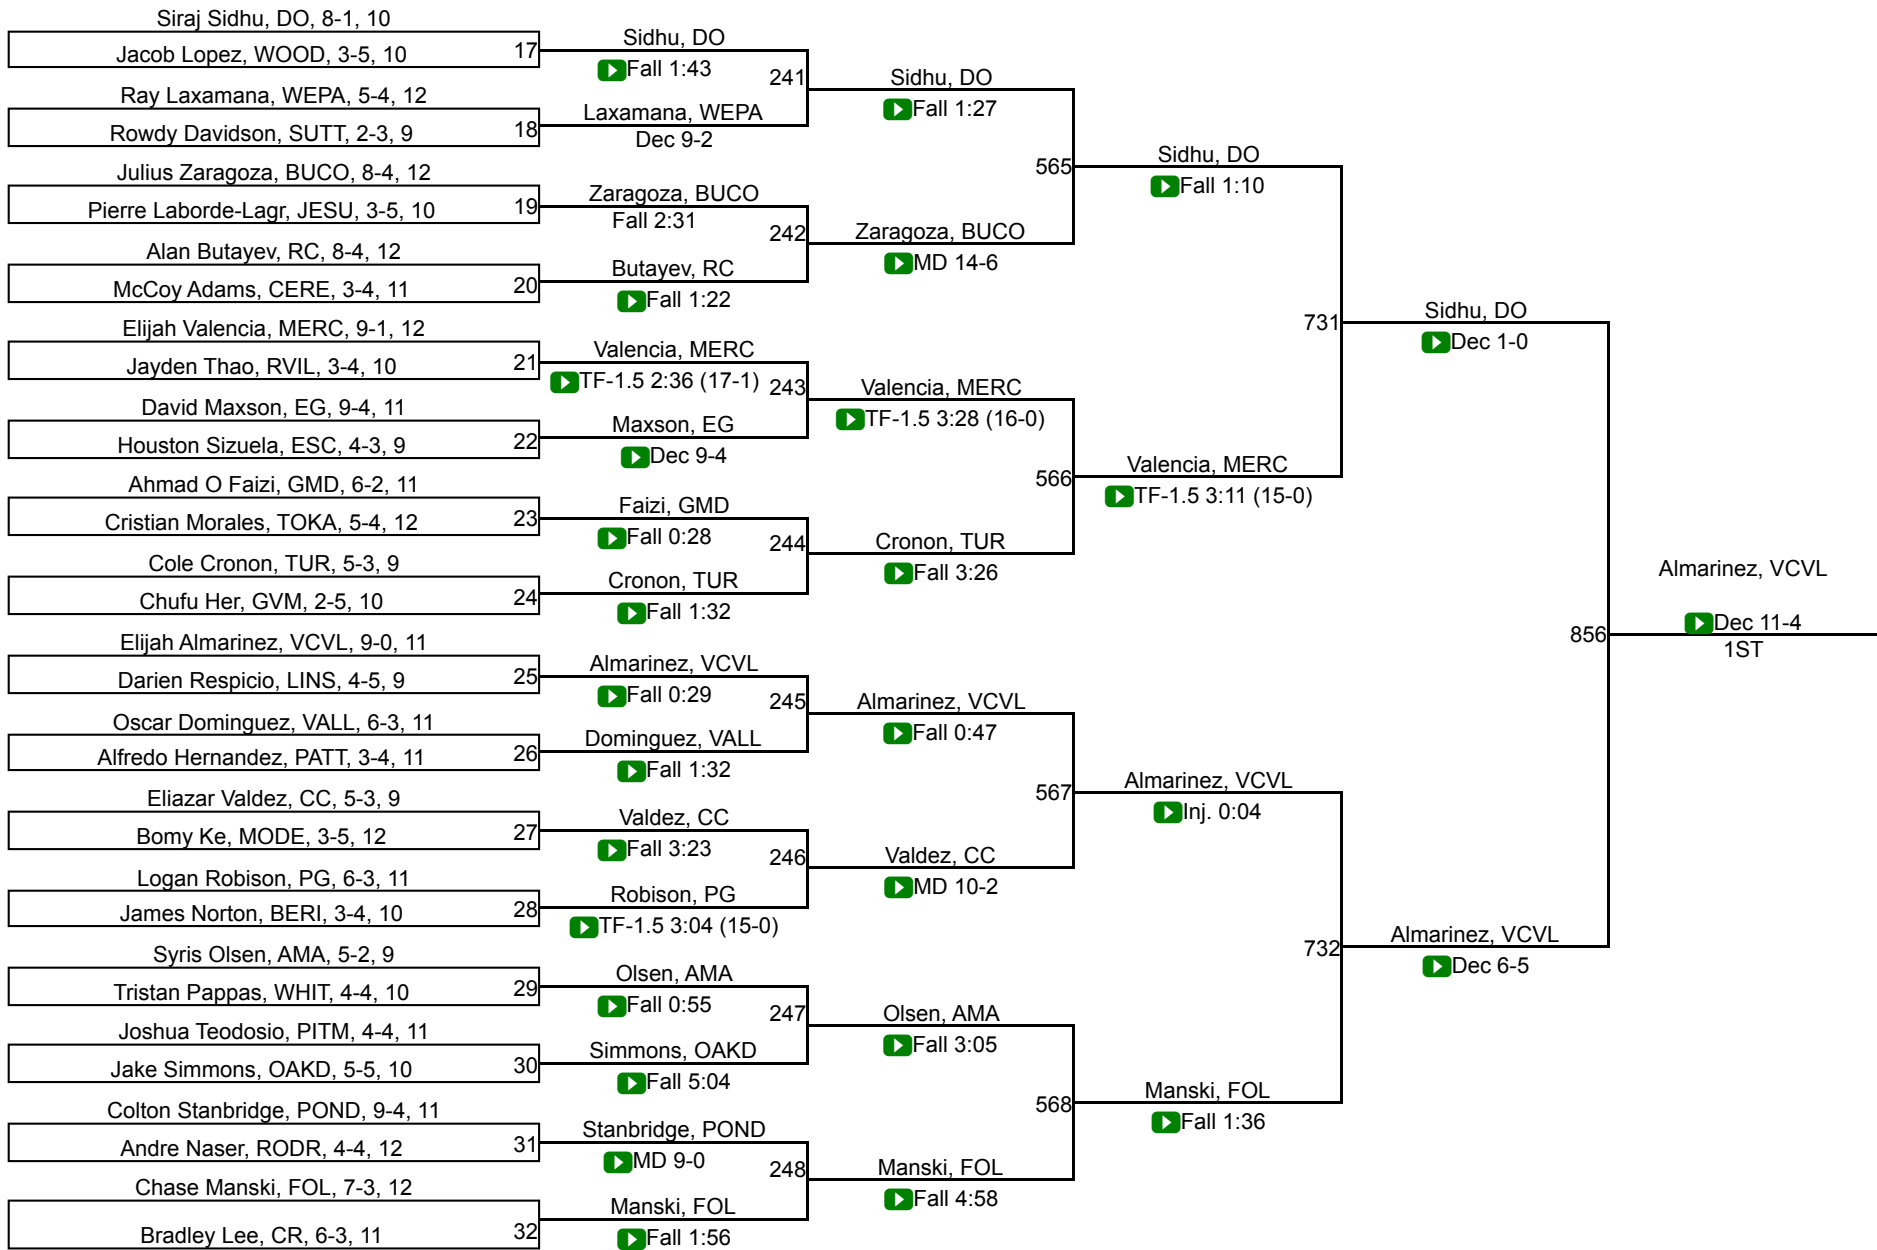 Siraj Sidhu, DO, 8-1, 10
Jacob Lopez, WOOD, 3-5, 10
17
Ray Laxamana, WEPA, 5-4, 12
Rowdy Davidson, SUTT, 2-3, 9
18
Julius Zaragoza, BUCO, 8-4, 12
Pierre Laborde-Lagr, JESU, 3-5, 10
19
Alan Butayev, RC, 8-4, 12
McCoy Adams, CERE, 3-4, 11
20
Elijah Valencia, MERC, 9-1, 12
Jayden Thao, RVIL, 3-4, 10
21
David Maxson, EG, 9-4, 11
Houston Sizuela, ESC, 4-3, 9
22
Ahmad O Faizi, GMD, 6-2, 11
Cristian Morales, TOKA, 5-4, 12
23
Cole Cronon, TUR, 5-3, 9
Chufu Her, GVM, 2-5, 10
24
Elijah Almarinez, VCVL, 9-0, 11
Darien Respicio, LINS, 4-5, 9
25
Oscar Dominguez, VALL, 6-3, 11
Alfredo Hernandez, PATT, 3-4, 11
26
Eliazar Valdez, CC, 5-3, 9
Bomy Ke, MODE, 3-5, 12
27
Logan Robison, PG, 6-3, 11
James Norton, BERI, 3-4, 10
28
Syris Olsen, AMA, 5-2, 9
Tristan Pappas, WHIT, 4-4, 10
29
Joshua Teodosio, PITM, 4-4, 11
Jake Simmons, OAKD, 5-5, 10
30
Colton Stanbridge, POND, 9-4, 11
Andre Naser, RODR, 4-4, 12
31
Chase Manski, FOL, 7-3, 12
Bradley Lee, CR, 6-3, 11
32
Sidhu, DO
Fall 1:43
241
Laxamana, WEPA
Dec 9-2
Zaragoza, BUCO
Fall 2:31
242
Butayev, RC
Fall 1:22
Valencia, MERC
TF-1.5 2:36 (17-1)
243
Maxson, EG
Dec 9-4
Faizi, GMD
Fall 0:28
244
Cronon, TUR
Fall 1:32
Almarinez, VCVL
Fall 0:29
245
Dominguez, VALL
Fall 1:32
Valdez, CC
Fall 3:23
246
Robison, PG
TF-1.5 3:04 (15-0)
Olsen, AMA
Fall 0:55
247
Simmons, OAKD
Fall 5:04
Stanbridge, POND
MD 9-0
248
Manski, FOL
Fall 1:56
Sidhu, DO
Fall 1:27
565
Zaragoza, BUCO
MD 14-6
Valencia, MERC
TF-1.5 3:28 (16-0)
566
Cronon, TUR
Fall 3:26
Almarinez, VCVL
Fall 0:47
567
Valdez, CC
MD 10-2
Olsen, AMA
Fall 3:05
568
Manski, FOL
Fall 4:58
Sidhu, DO
Fall 1:10
731
Valencia, MERC
TF-1.5 3:11 (15-0)
Almarinez, VCVL
Inj. 0:04
732
Manski, FOL
Fall 1:36
Sidhu, DO
Dec 1-0
856
Almarinez, VCVL
Dec 6-5
Almarinez, VCVL
Dec 11-4
1ST